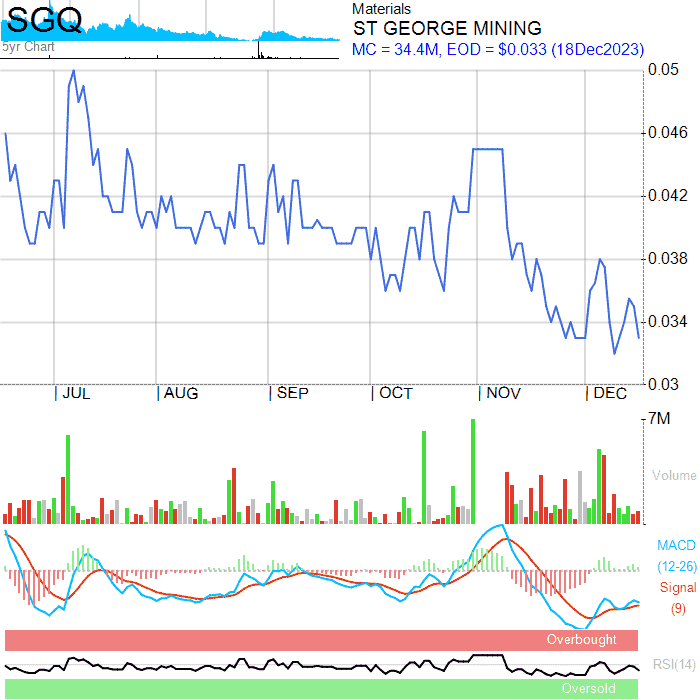 SGQ
5yr Chart
Materials
ST GEORGE MINING
MC = 34.4M, EOD = $0.033 (18Dec2023)
0.05
0.046
0.042
0.038
0.034
0.03
JUL AUG SEP OCT NOV DEC
7M
Volume
MACD
(12-26)
Signal
(9)
Overbought
RSI(14)
Oversold